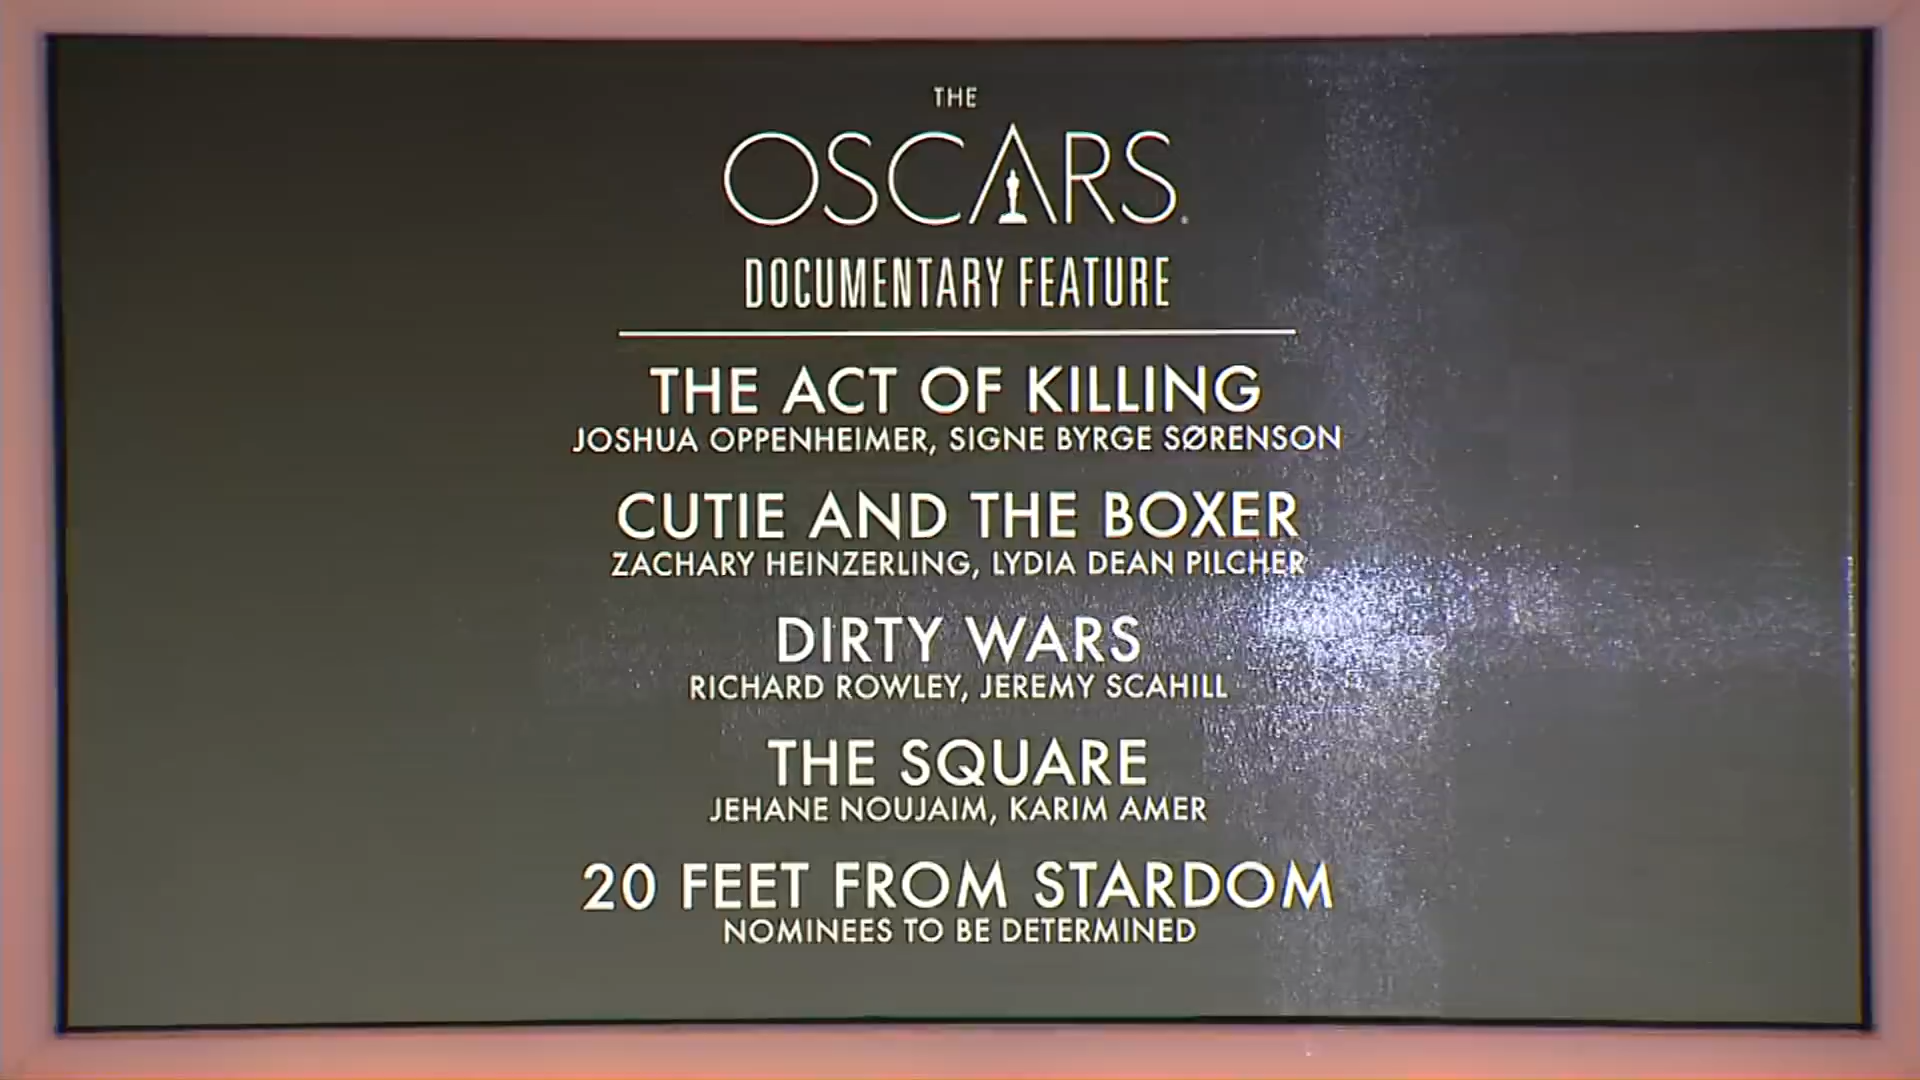 THE
OSCARS
DOCUMENTARY FEATURE
THE ACT OF KILLING
JOSHUA OPPENHEIMER, SIGNE BYRGE SØRENSON
CUTIE AND THE BOXER
ZACHARY HEINZERLING, LYDIA DEAN PILCHER
DIRTY WARS
RICHARD ROWLEY, JEREMY SCAHILL
THE SQUARE
JEHANE NOUJAIM, KARIM AMER
20 FEET FROM STARDOM
NOMINEES TO BE DETERMINED